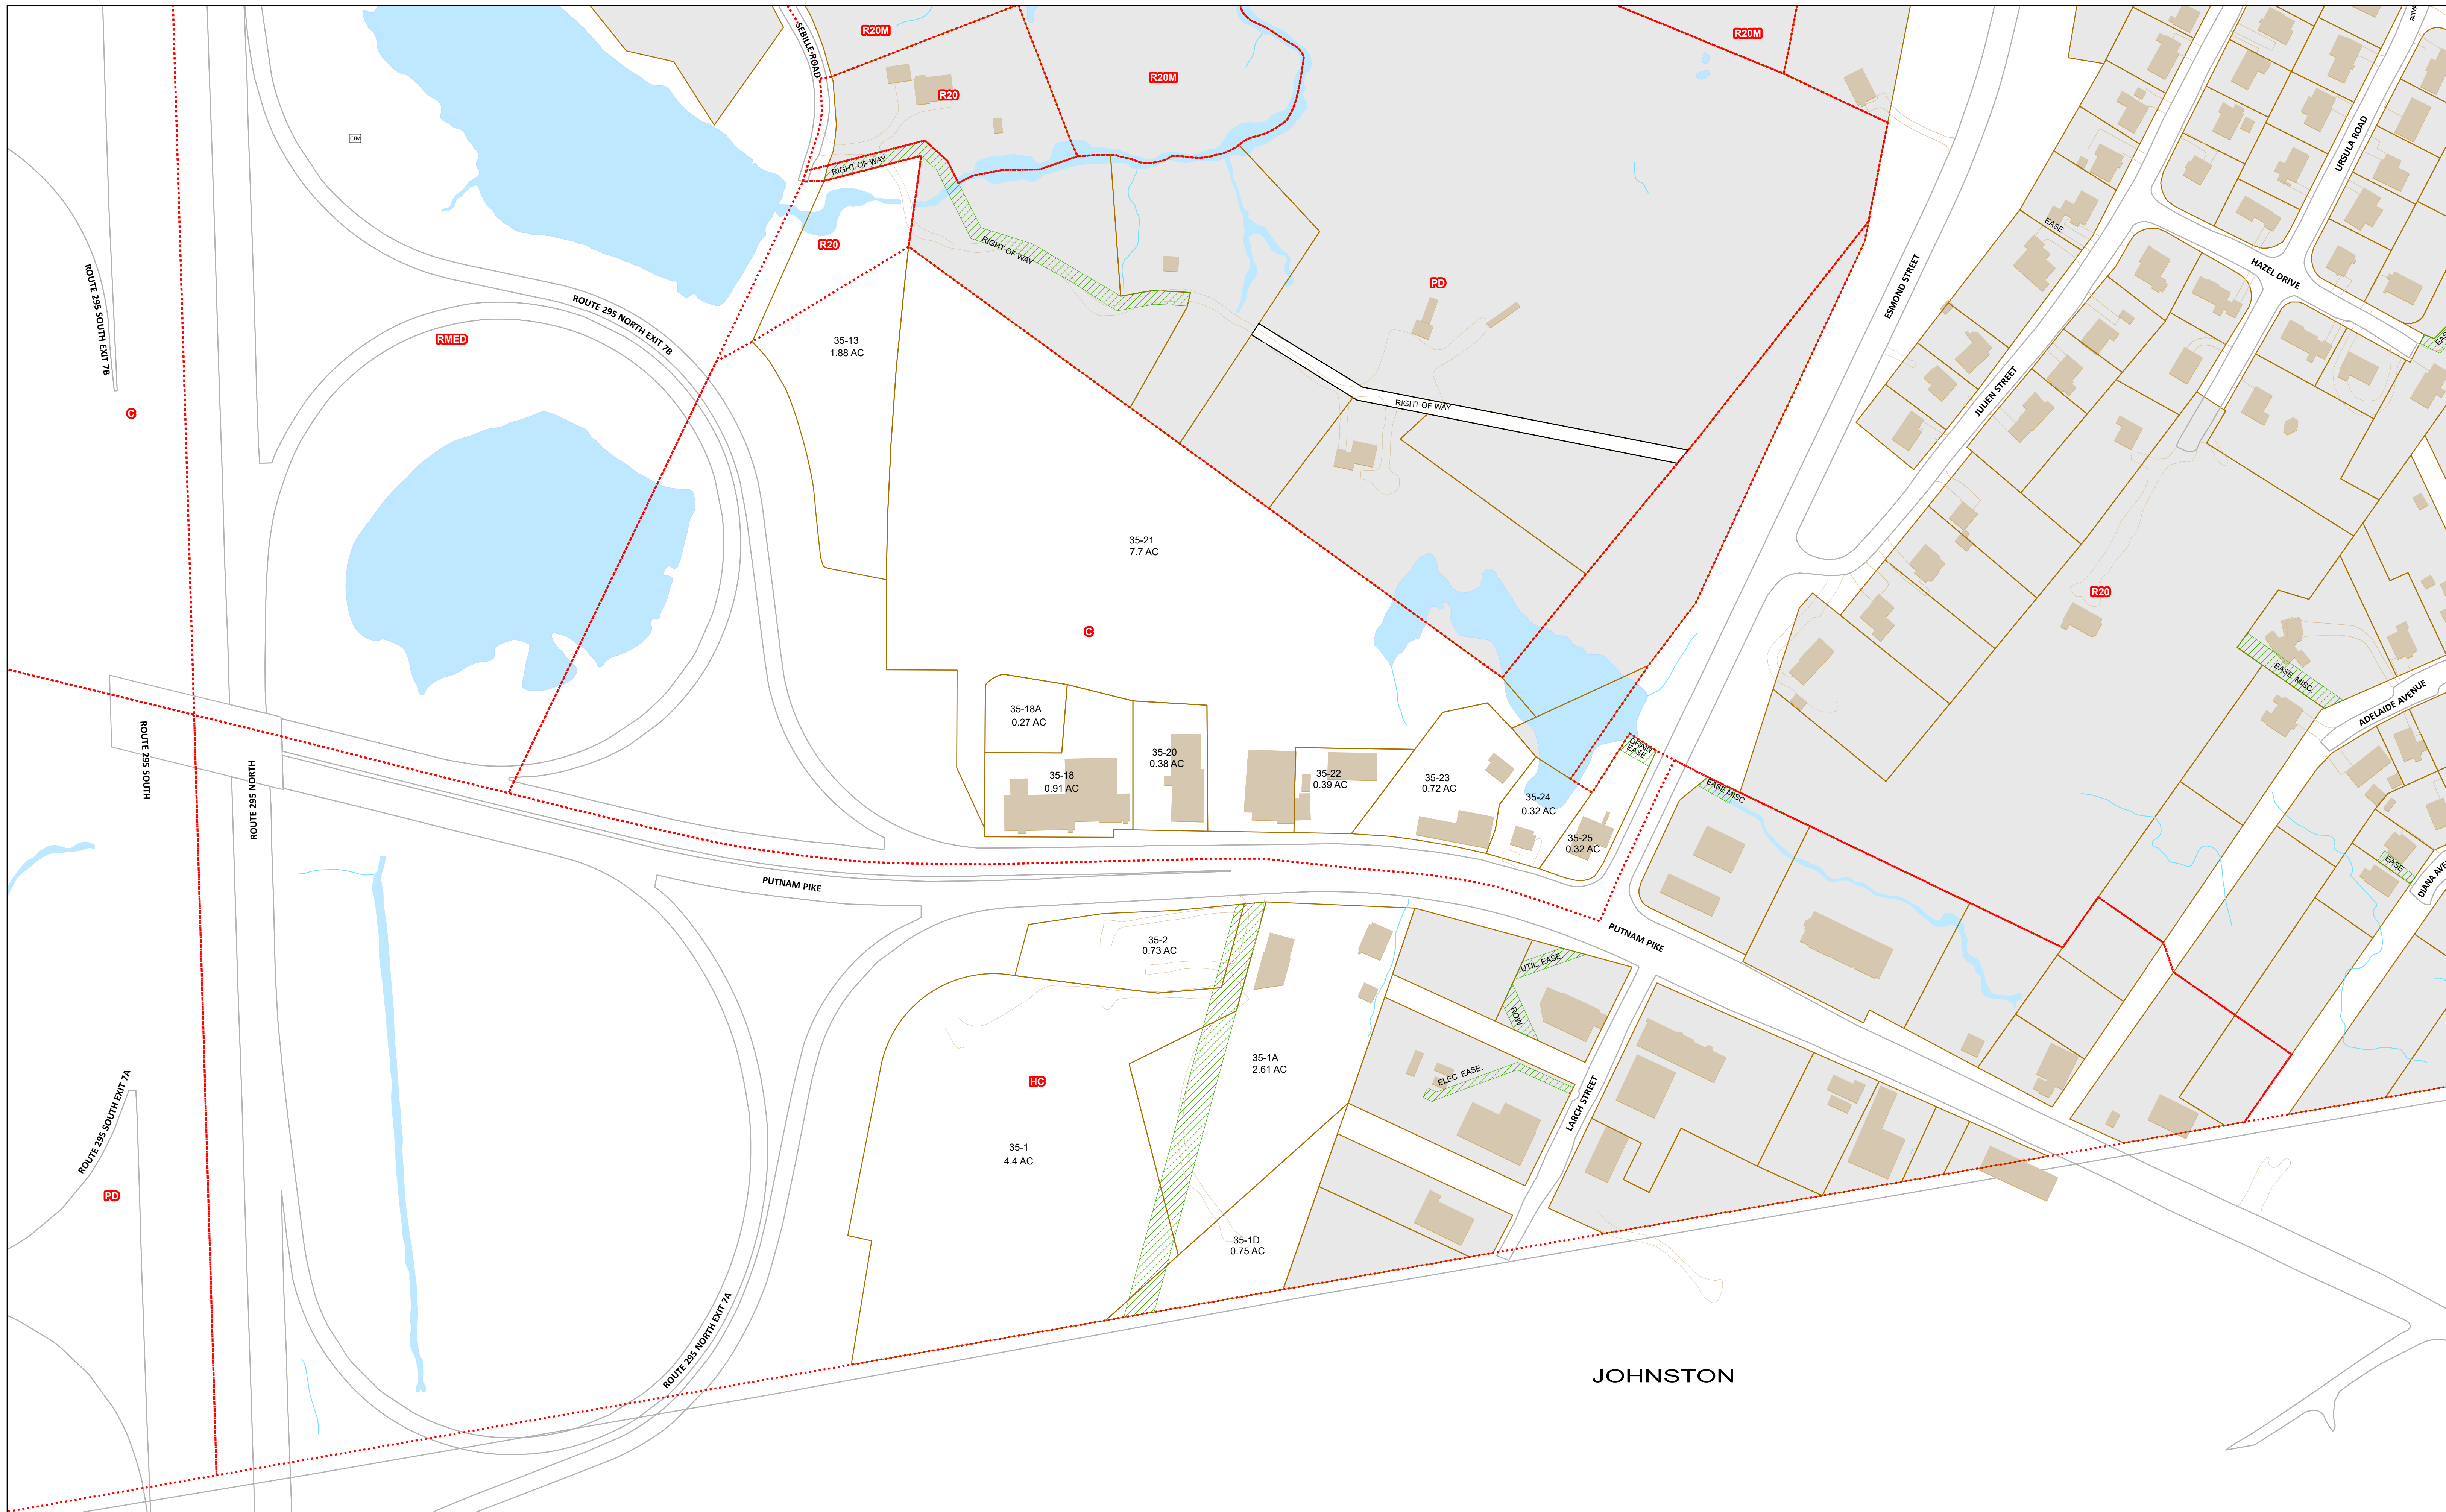 SEBILLE ROAD
R20M
R20M
R20M
R20
CEM
RIGHT OF WAY
URSULA ROAD
EASE
R20
RIGHT OF WAY
HAZEL DRIVE
ROUTE 295 SOUTH EXIT 7B
ROUTE 295 NORTH EXIT 7B
PD
ESMOND STREET
RMED
35-13
1.88 AC
JULIEN STREET
C
RIGHT OF WAY
35-21
7.7 AC
R20
C
EASE. MISC.
ADELAIDE AVENUE
35-18A
0.27 AC
ROUTE 295 SOUTH
ROUTE 295 NORTH
35-20
0.38 AC
DRAIN
EASE
35-18
0.91 AC
35-22
0.39 AC
35-23
0.72 AC
35-24
0.32 AC
EASE MISC
35-25
0.32 AC
EASE
DIANA AVE
PUTNAM PIKE
PUTNAM PIKE
35-2
0.73 AC
UTIL. EASE.
ROW
35-1A
2.61 AC
HC
ELEC. EASE.
LARCH STREET
ROUTE 295 SOUTH EXIT 7A
35-1
4.4 AC
PD
35-1D
0.75 AC
ROUTE 295 NORTH EXIT 7A
JOHNSTON